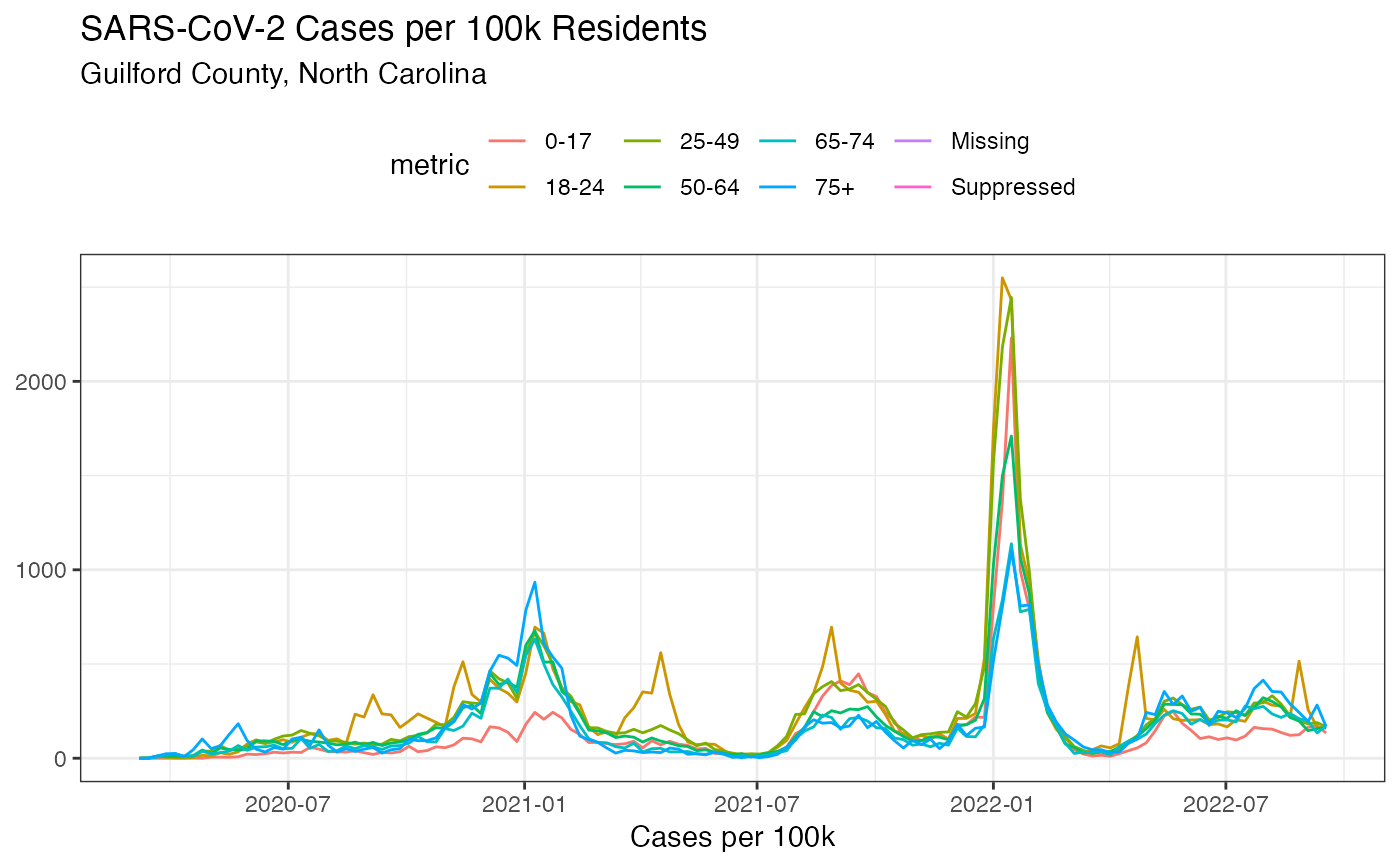 SARS-CoV-2 Cases per 100k Residents
Guilford County, North Carolina
metric
0-17 25-49 65-74 Missing
18-24 50-64 75+ Suppressed
2000
1000
0
2020-07 2021-01 2021-07 2022-01 2022-07
Cases per 100k